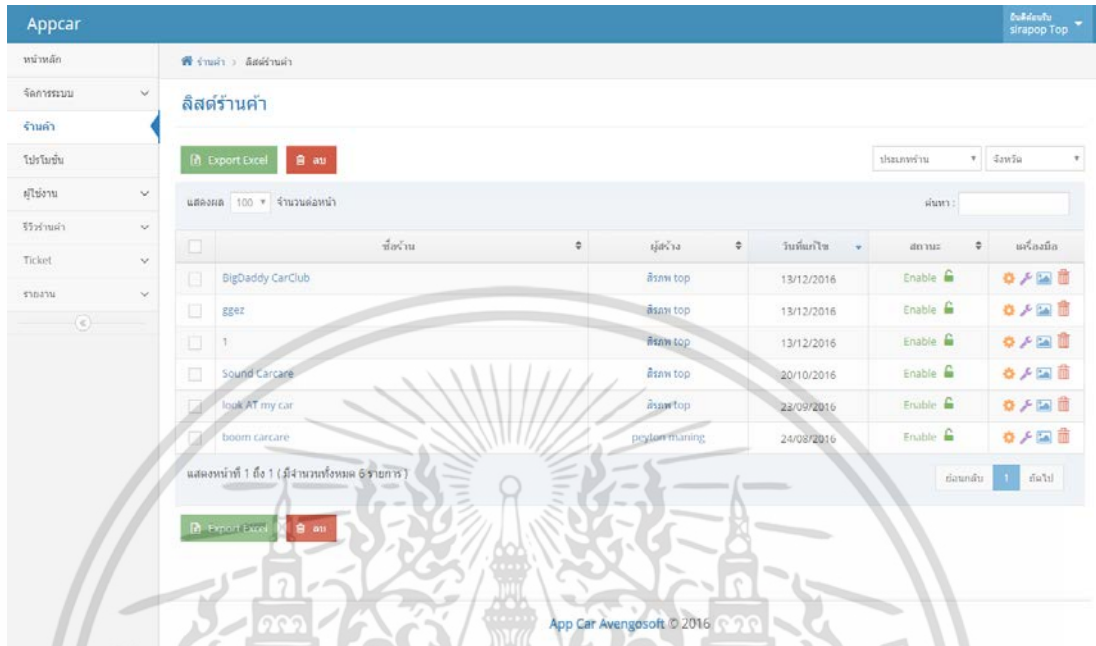 Appcar
ยินดีต้อนรับ
sirapop Top
หน้าหลัก
จัดการระบบ
ร้านค้า
โปรโมชั่น
ผู้ใช้งาน
รีวิวร้านค้า
Ticket
รายงาน
ร้านค้า > ลิสต์ร้านค้า
ลิสต์ร้านค้า
Export Excel ลบ ประเภทร้าน จังหวัด
แสดงผล 100 จำนวนต่อหน้า ค้นหา :
ชื่อร้าน ผู้สร้าง วันที่แก้ไข สถานะ เครื่องมือ
BigDaddy CarClub สิรภพ top 13/12/2016 Enable
ggez สิรภพ top 13/12/2016 Enable
1 สิรภพ top 13/12/2016 Enable
Sound Carcare สิรภพ top 20/10/2016 Enable
look AT my car สิรภพ top 23/09/2016 Enable
boom carcare peyton maning 24/08/2016 Enable
แสดงหน้าที่ 1 ถึง 1 ( มีจำนวนทั้งหมด 6 รายการ ) ย้อนกลับ 1 ถัดไป
Export Excel ลบ
App Car Avengosoft © 2016